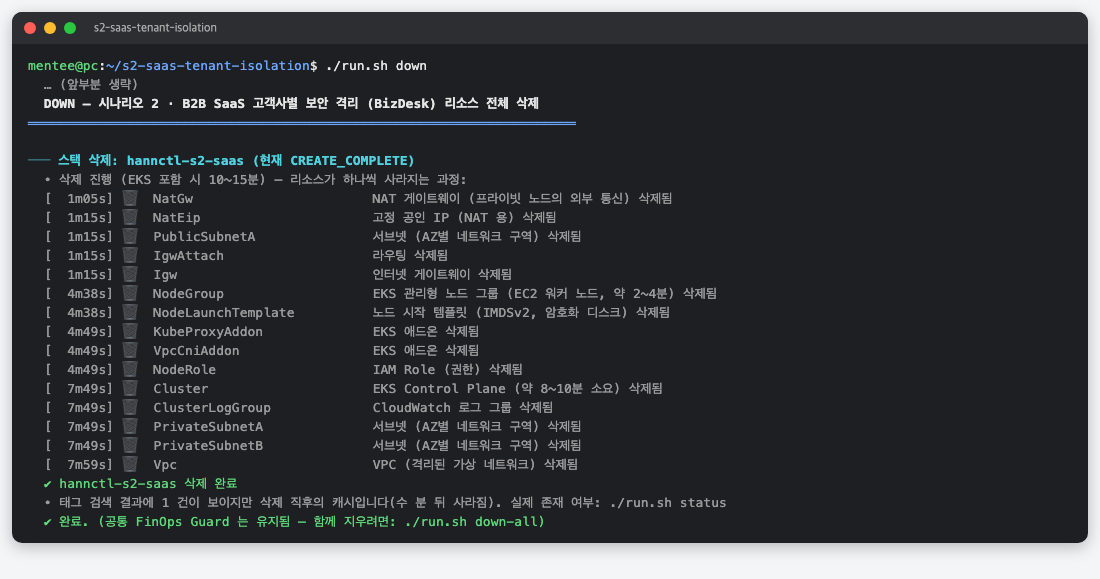 s2-saas-tenant-isolation
mentee@pc:~/s2-saas-tenant-isolation$ ./run.sh down
… (앞부분 생략)
DOWN — 시나리오 2 · B2B SaaS 고객사별 보안 격리 (BizDesk) 리소스 전체 삭제
── 스택 삭제: hannctl-s2-saas (현재 CREATE_COMPLETE)
• 삭제 진행 (EKS 포함 시 10~15분) — 리소스가 하나씩 사라지는 과정:
[ 1m05s] 🗑 NatGw NAT 게이트웨이 (프라이빗 노드의 외부 통신) 삭제됨
[ 1m15s] 🗑 NatEip 고정 공인 IP (NAT 용) 삭제됨
[ 1m15s] 🗑 PublicSubnetA 서브넷 (AZ별 네트워크 구역) 삭제됨
[ 1m15s] 🗑 IgwAttach 라우팅 삭제됨
[ 1m15s] 🗑 Igw 인터넷 게이트웨이 삭제됨
[ 4m38s] 🗑 NodeGroup EKS 관리형 노드 그룹 (EC2 워커 노드, 약 2~4분) 삭제됨
[ 4m38s] 🗑 NodeLaunchTemplate 노드 시작 템플릿 (IMDSv2, 암호화 디스크) 삭제됨
[ 4m49s] 🗑 KubeProxyAddon EKS 애드온 삭제됨
[ 4m49s] 🗑 VpcCniAddon EKS 애드온 삭제됨
[ 4m49s] 🗑 NodeRole IAM Role (권한) 삭제됨
[ 7m49s] 🗑 Cluster EKS Control Plane (약 8~10분 소요) 삭제됨
[ 7m49s] 🗑 ClusterLogGroup CloudWatch 로그 그룹 삭제됨
[ 7m49s] 🗑 PrivateSubnetA 서브넷 (AZ별 네트워크 구역) 삭제됨
[ 7m49s] 🗑 PrivateSubnetB 서브넷 (AZ별 네트워크 구역) 삭제됨
[ 7m59s] 🗑 Vpc VPC (격리된 가상 네트워크) 삭제됨
✔ hannctl-s2-saas 삭제 완료
• 태그 검색 결과에 1 건이 보이지만 삭제 직후의 캐시입니다(수 분 뒤 사라짐). 실제 존재 여부: ./run.sh status
✔ 완료. (공통 FinOps Guard 는 유지됨 — 함께 지우려면: ./run.sh down-all)